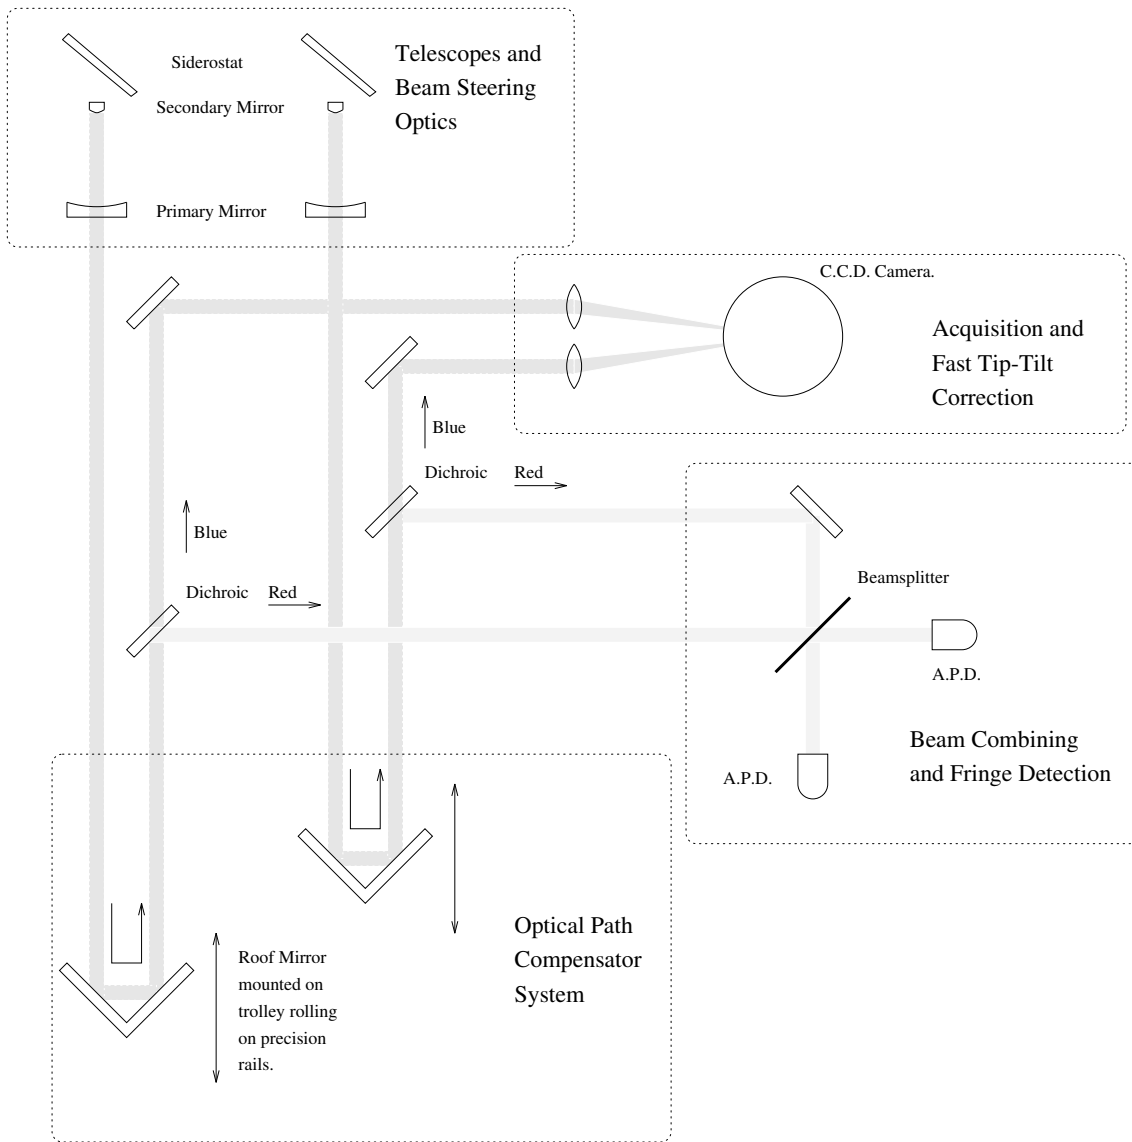 Siderostat
Secondary Mirror
Primary Mirror
Telescopes and
Beam Steering
Optics
C.C.D. Camera.
Acquisition and
Fast Tip-Tilt
Correction
Blue
Dichroic
Red
Blue
Dichroic
Red
Beamsplitter
A.P.D.
A.P.D.
Beam Combining
and Fringe Detection
Optical Path
Compensator
System
Roof Mirror
mounted on
trolley rolling
on precision
rails.